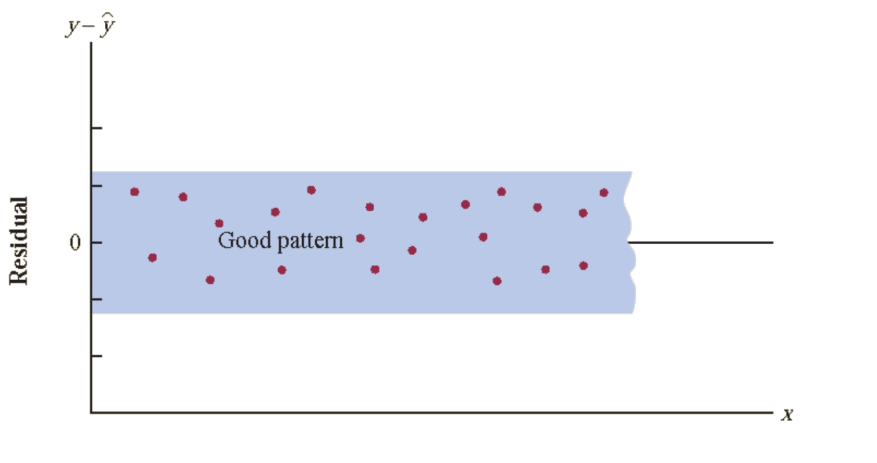 y − ŷ
Residual
0
Good pattern
x